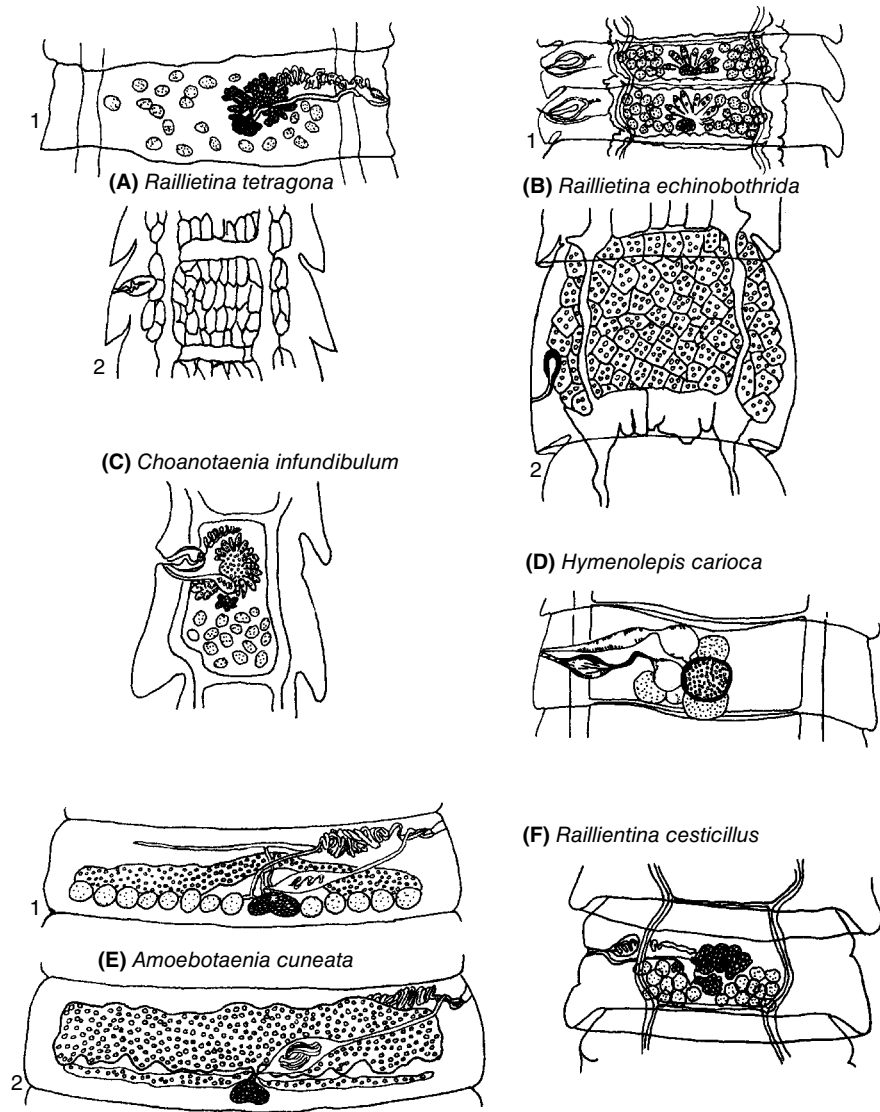 1
(A) Raillietina tetragona
2
1
(B) Raillietina echinobothrida
2
(C) Choanotaenia infundibulum
(D) Hymenolepis carioca
1
(E) Amoebotaenia cuneata
2
(F) Raillientina cesticillus